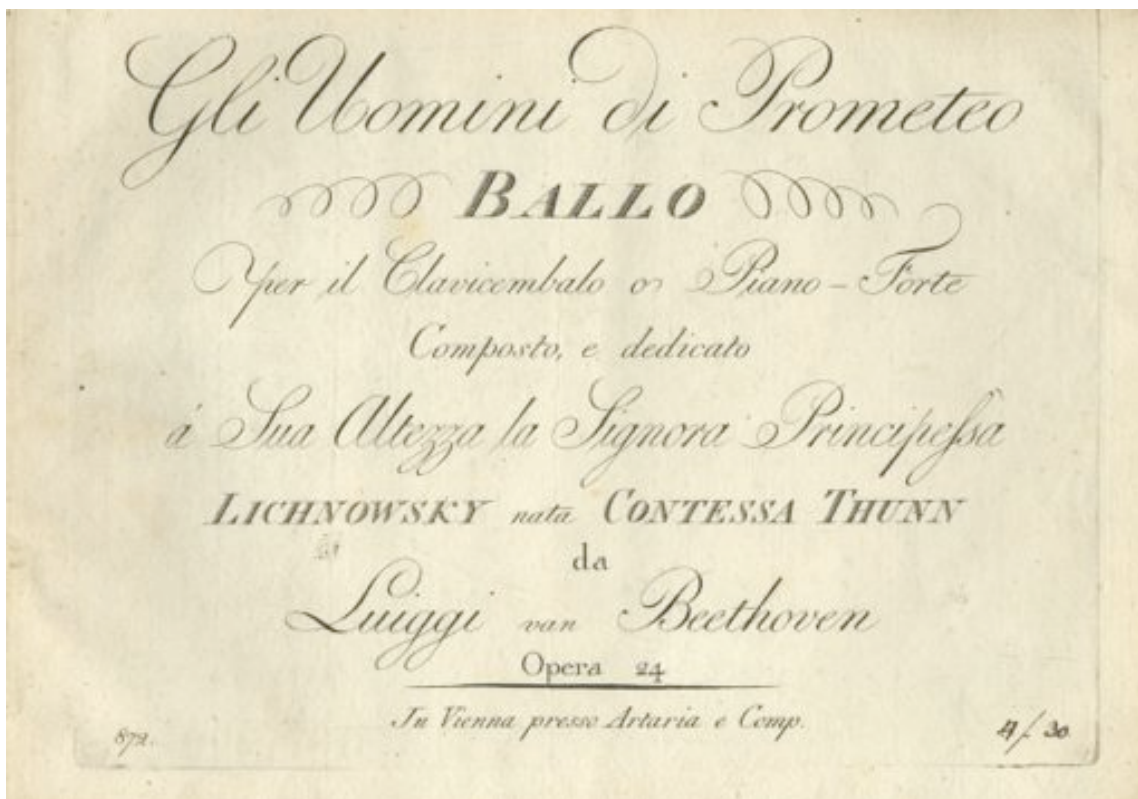 Gli Uomini di Prometeo
BALLO
per il Clavicembalo o Piano-Forte
Composto, e dedicato
á Sua Altezza la Signora Principeſsa
LICHNOWSKY nata CONTESSA THUNN
da
Luiggi van Beethoven
Opera 24
In Vienna presso Artaria e Comp.
872. f. 30